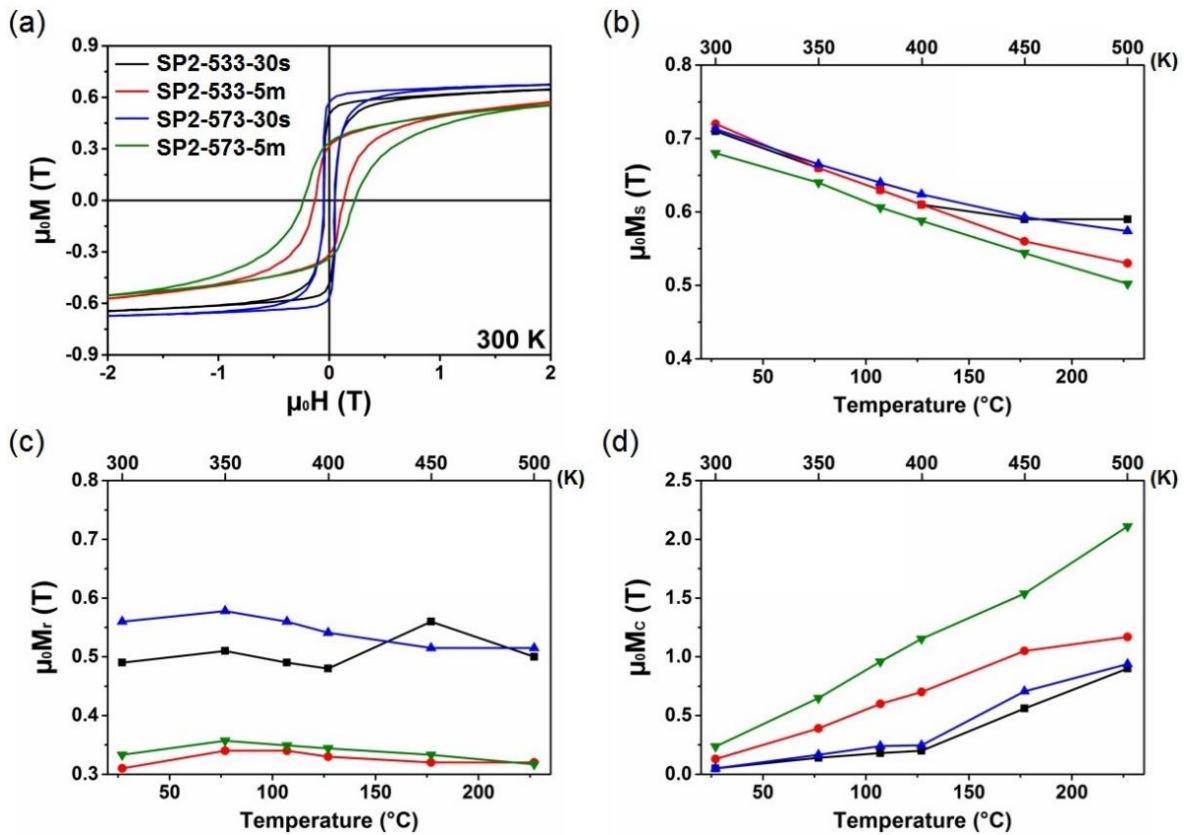 (a)
0.9
0.6
0.3
0.0
-0.3
-0.6
-0.9
μ₀M (T)
SP2-533-30s
SP2-533-5m
SP2-573-30s
SP2-573-5m
300 K
-2 -1 0 1 2
μ₀H (T)
(b)
300 350 400 450 500 (K)
0.8
0.7
0.6
0.5
0.4
μ₀Ms (T)
50 100 150 200
Temperature (°C)
(c)
300 350 400 450 500 (K)
0.8
0.7
0.6
0.5
0.4
0.3
μ₀Mr (T)
50 100 150 200
Temperature (°C)
(d)
300 350 400 450 500 (K)
2.5
2.0
1.5
1.0
0.5
0.0
μ₀Mc (T)
50 100 150 200
Temperature (°C)